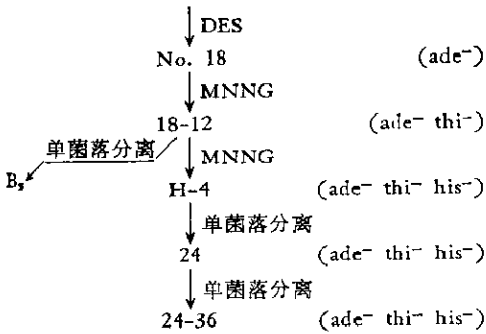 DES
No. 18 (ade⁻)
MNNG
18-12 (ade⁻ thi⁻)
单菌落分离
MNNG
H-4 (ade⁻ thi⁻ his⁻)
单菌落分离
24 (ade⁻ thi⁻ his⁻)
单菌落分离
24-36 (ade⁻ thi⁻ his⁻)